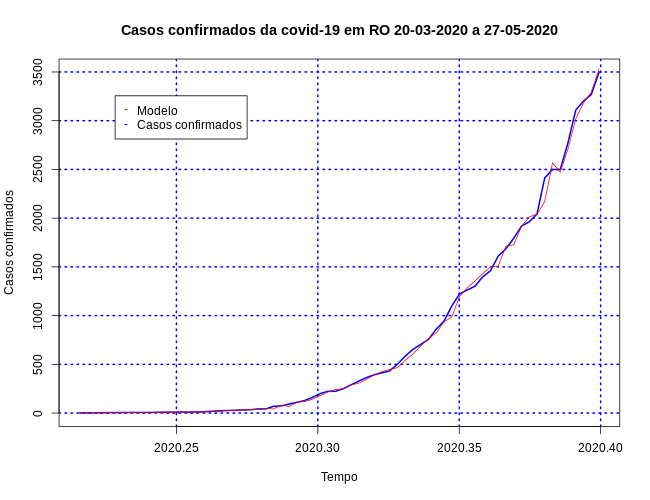 Casos confirmados da covid-19 em RO 20-03-2020 a 27-05-2020
3500
3000
2500
2000
1500
1000
500
0
Casos confirmados
- Modelo
- Casos confirmados
2020.25 2020.30 2020.35 2020.40
Tempo